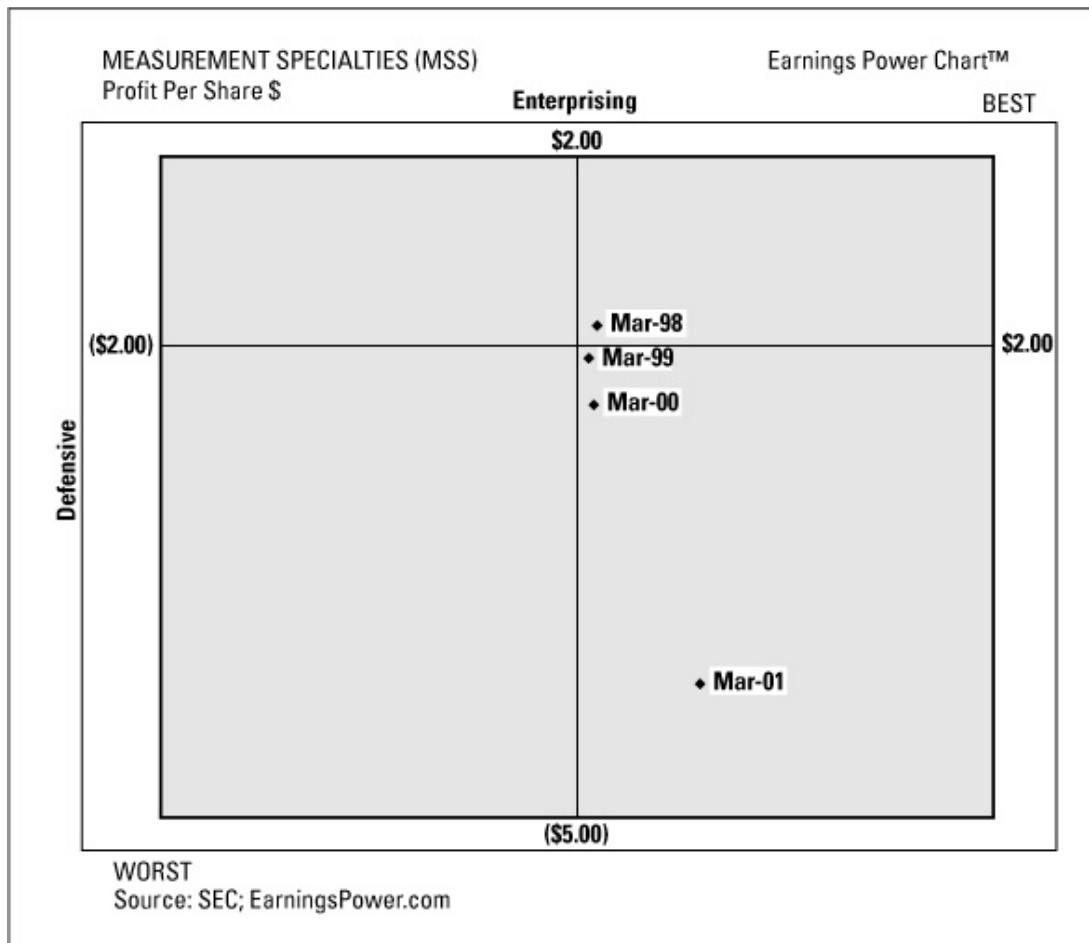 MEASUREMENT SPECIALTIES (MSS)
Earnings Power Chart™
Profit Per Share $
Enterprising
BEST
$2.00
Mar-98
($2.00)
$2.00
Mar-99
Mar-00
Defensive
Mar-01
($5.00)
WORST
Source: SEC; EarningsPower.com